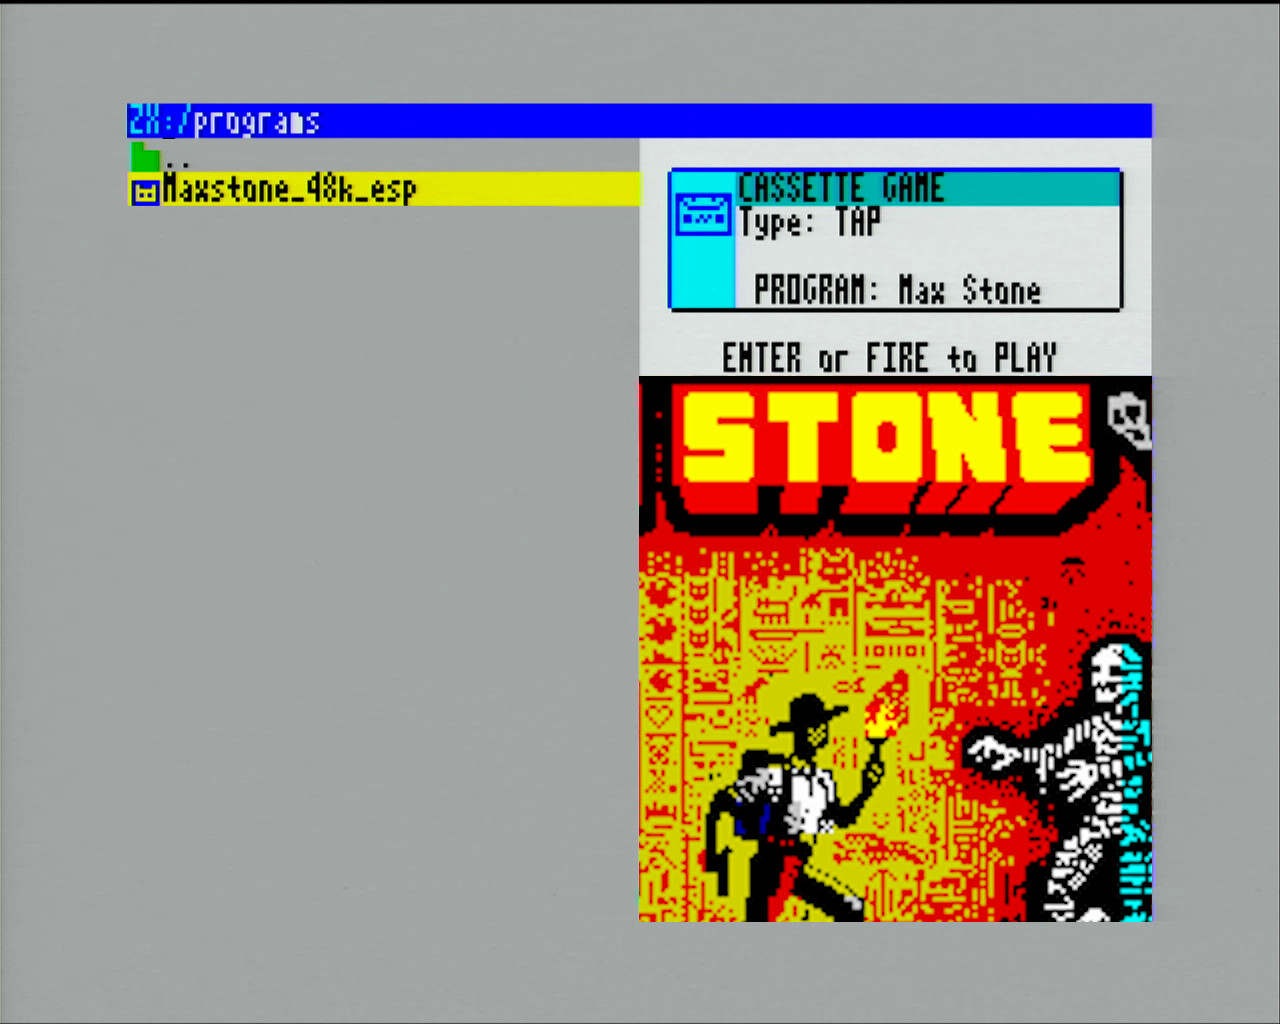 ZX:/programs
..
Maxstone_48k_esp
CASSETTE GAME
Type: TAP
PROGRAM: Max Stone
ENTER or FIRE to PLAY
STONE